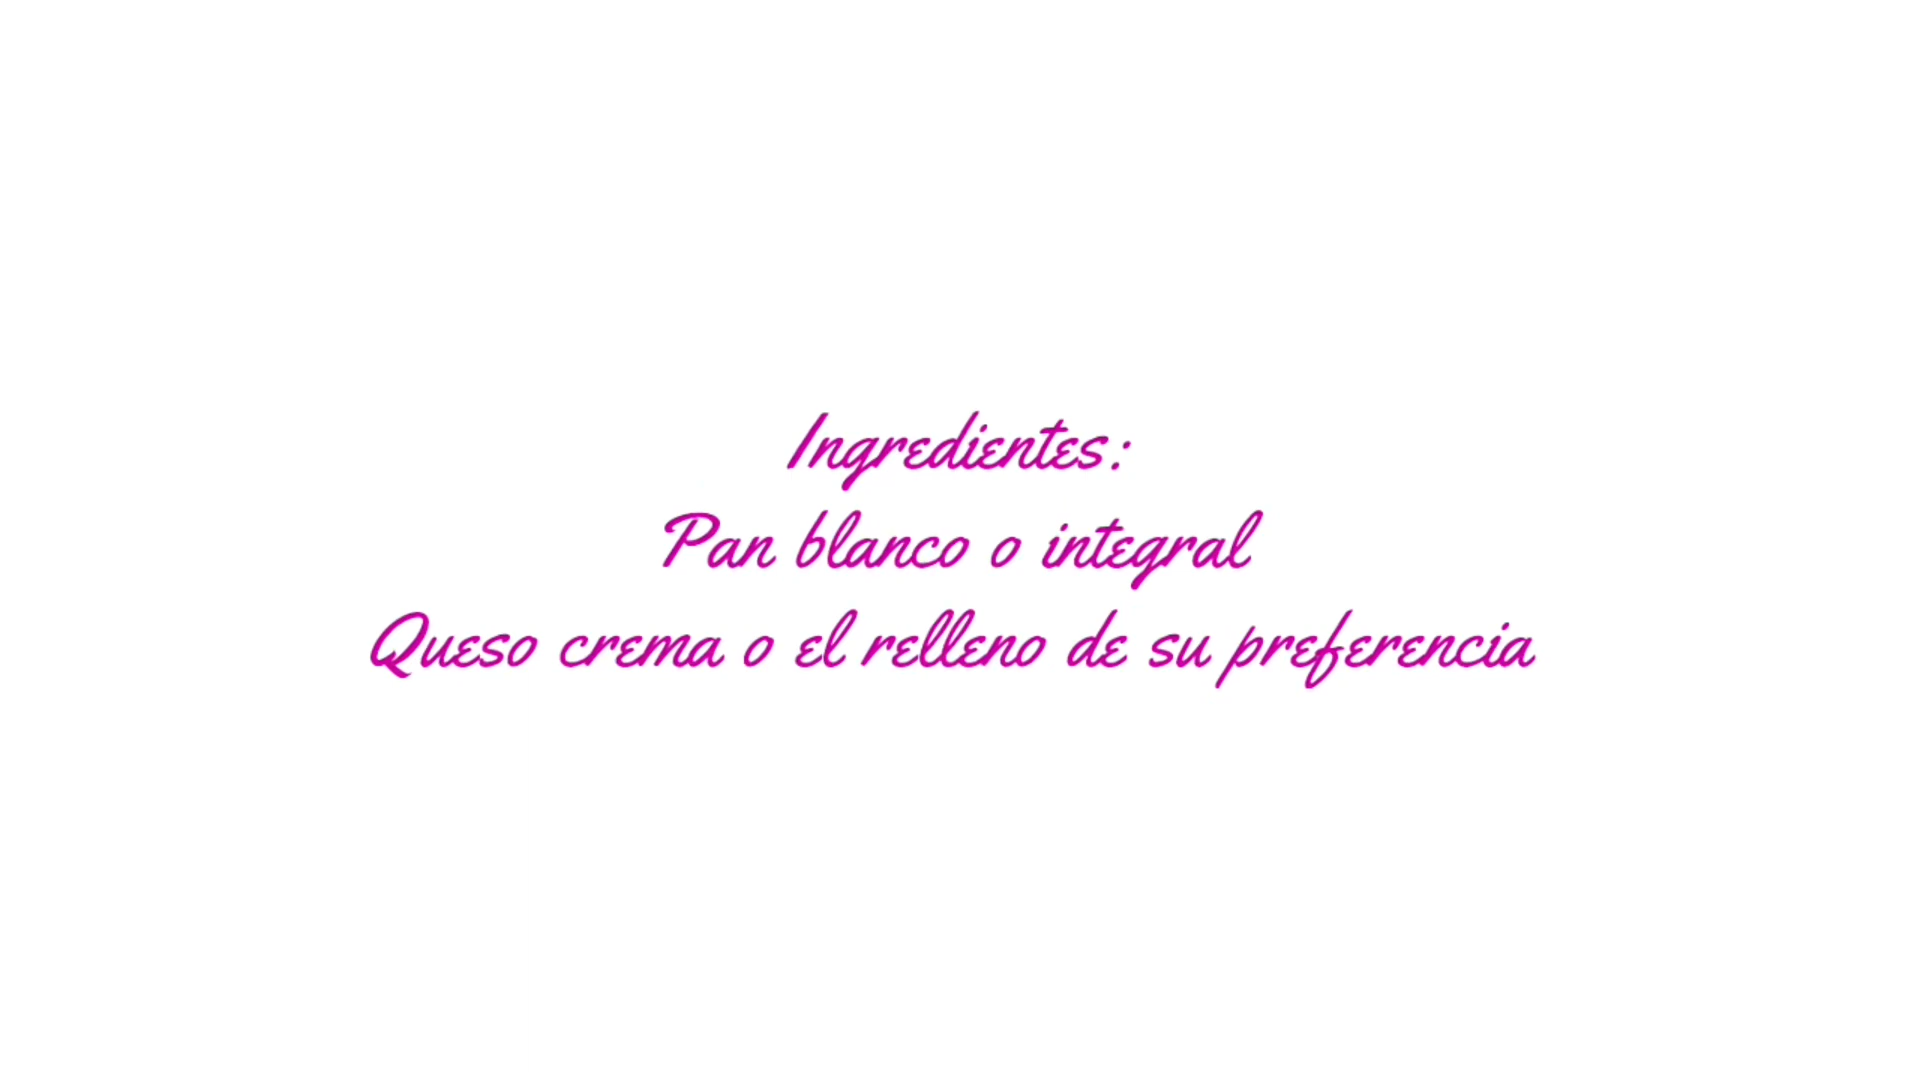 Ingredientes:
Pan blanco o integral
Queso crema o el relleno de su preferencia